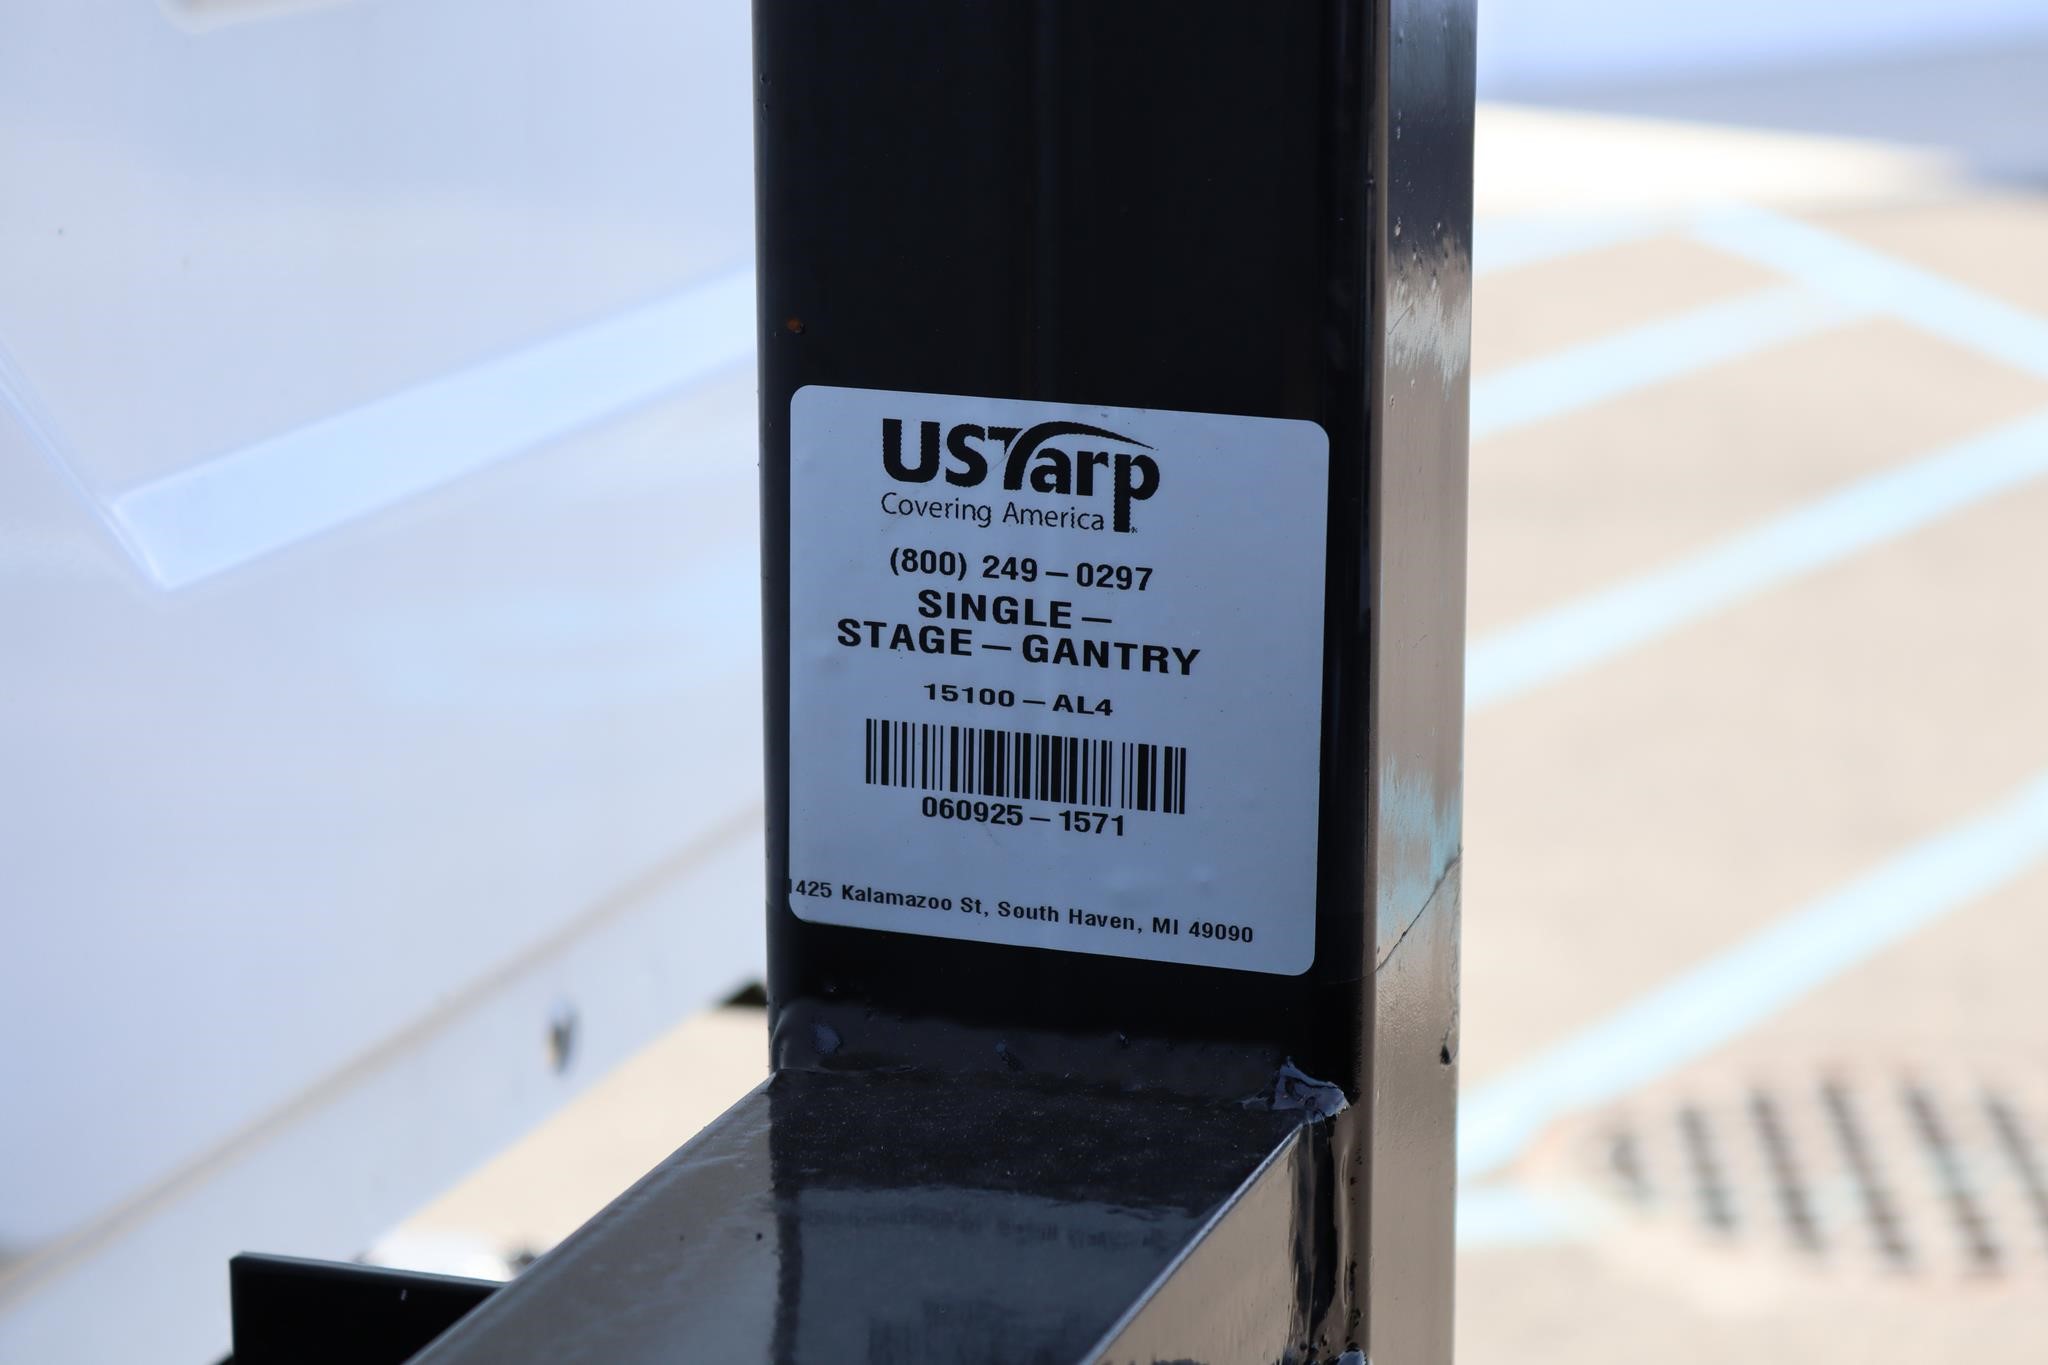 USTarp
Covering America
(800) 249-0297
SINGLE-
STAGE-GANTRY
15100-AL4
060925-1571
1425 Kalamazoo St, South Haven, MI 49090